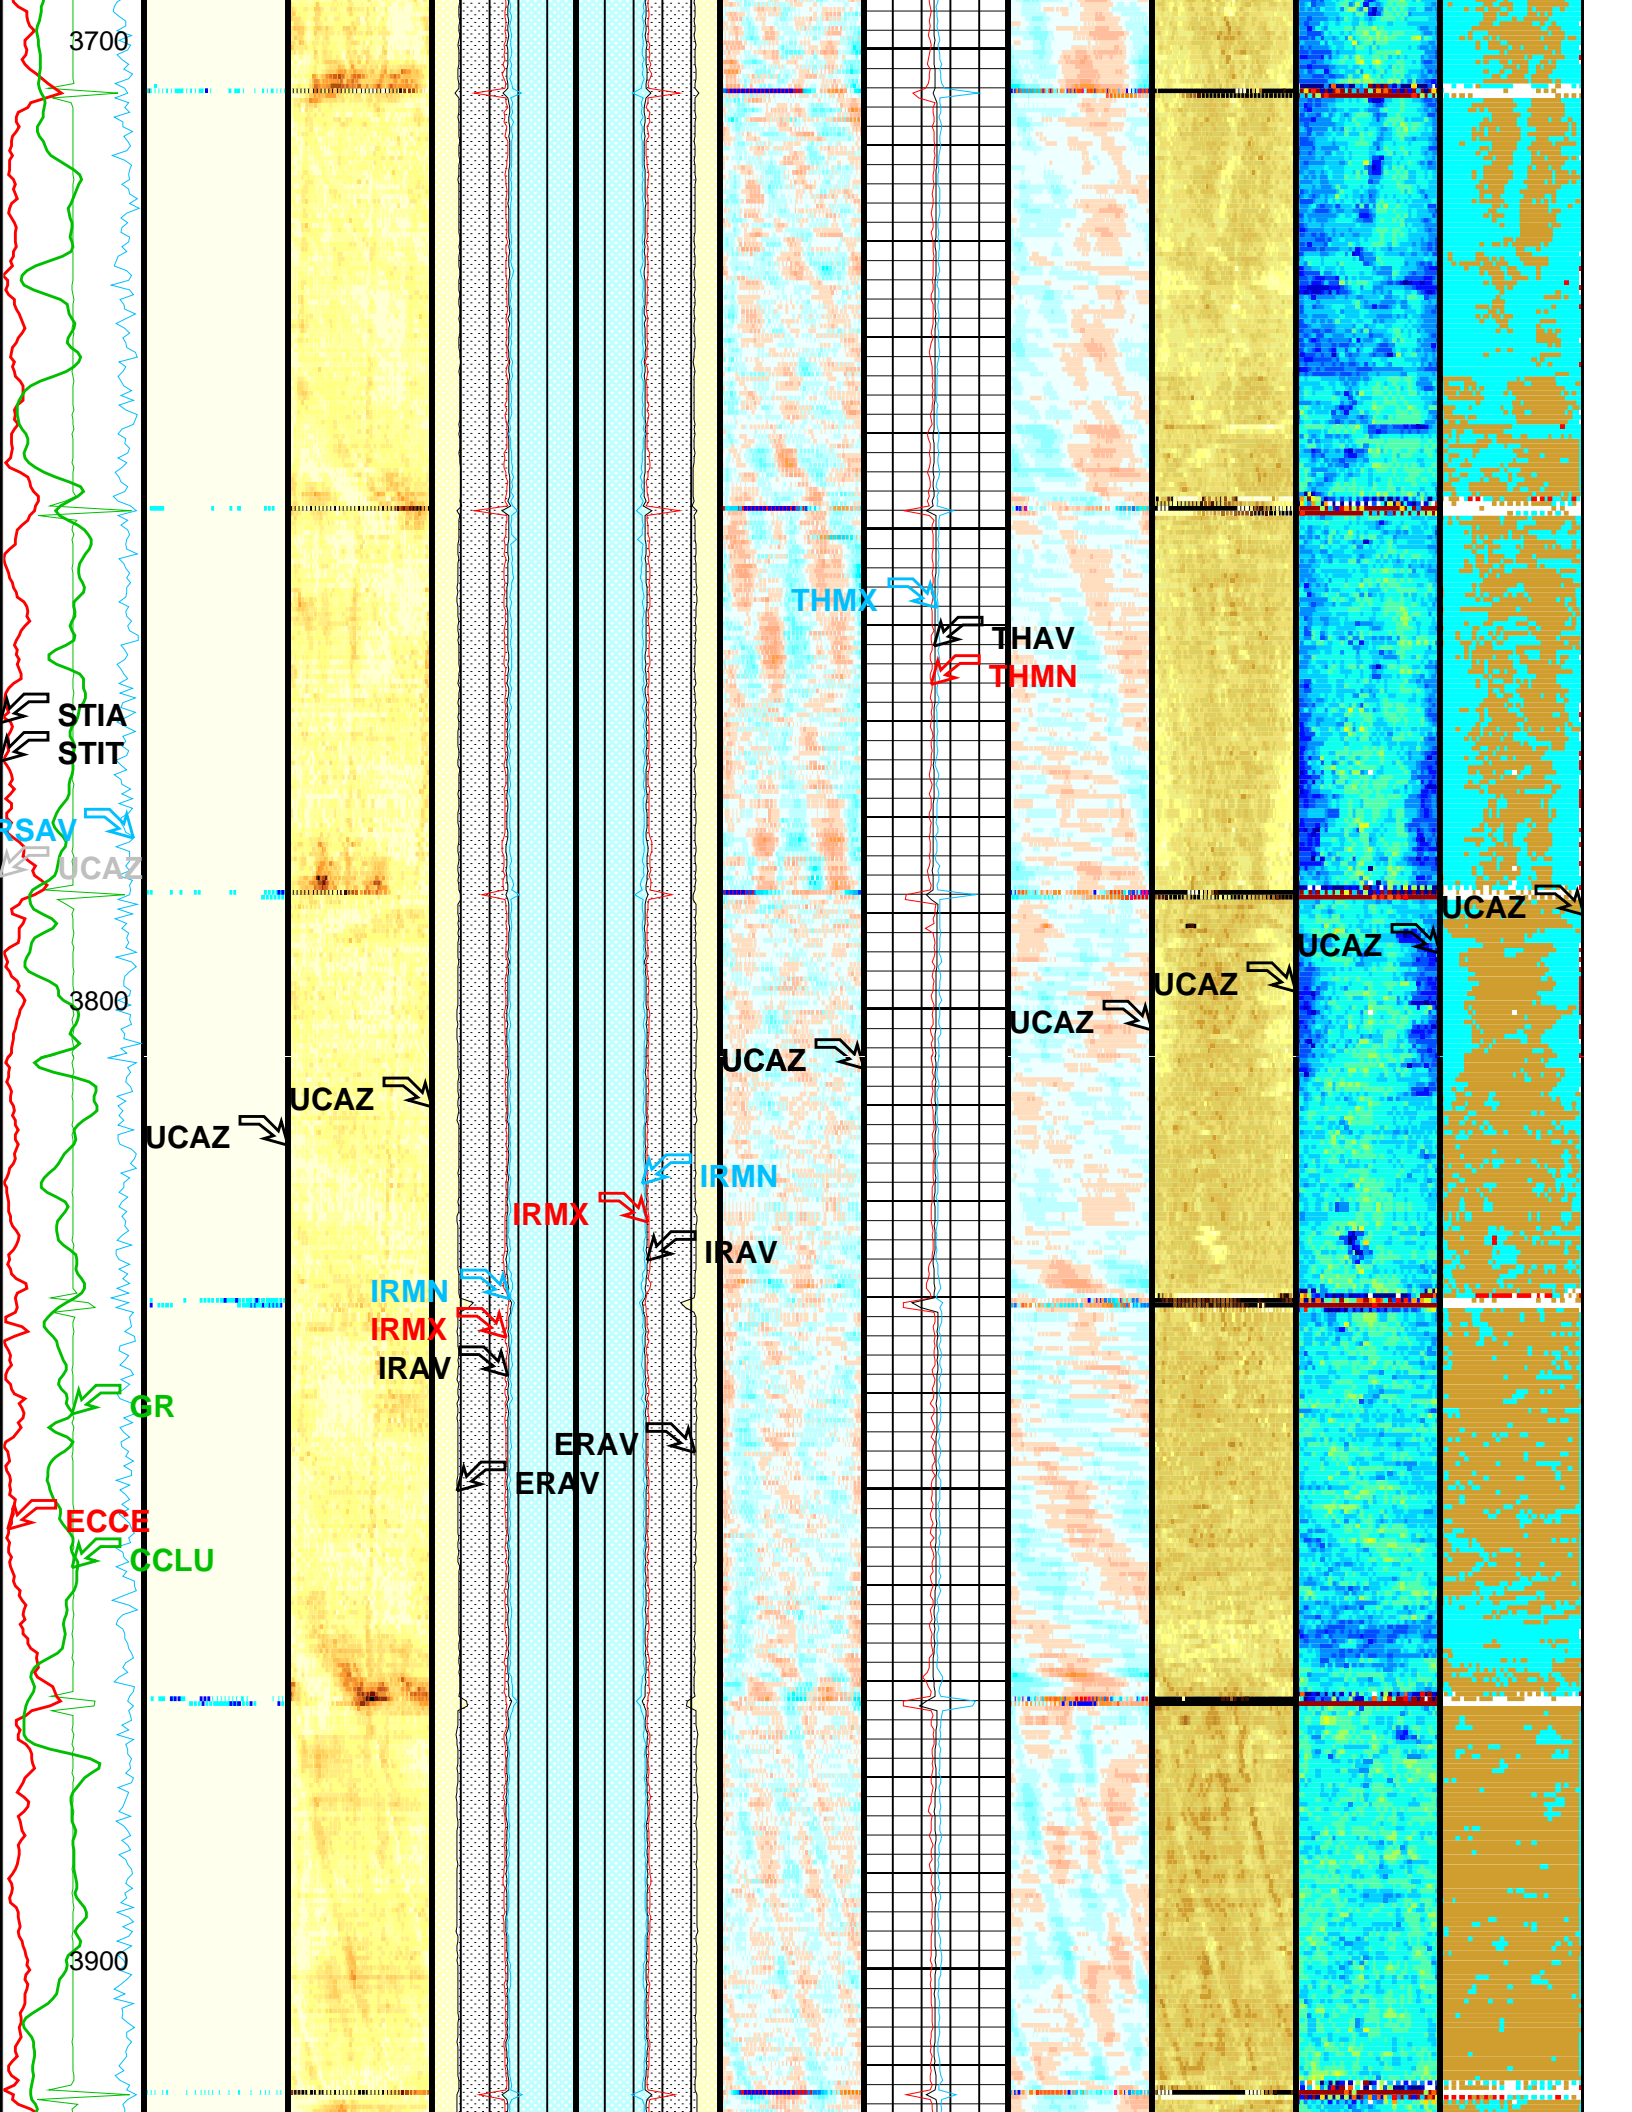 3700
THMX
THAV
THMN
STIA
STIT
RSAV
UCAZ
UCAZ
UCAZ
UCAZ
3800
UCAZ
UCAZ
UCAZ
UCAZ
IRMN
IRMX
IRAV
IRMN
IRMX
IRAV
GR
ERAV
ERAV
ECCE
CCLU
3900